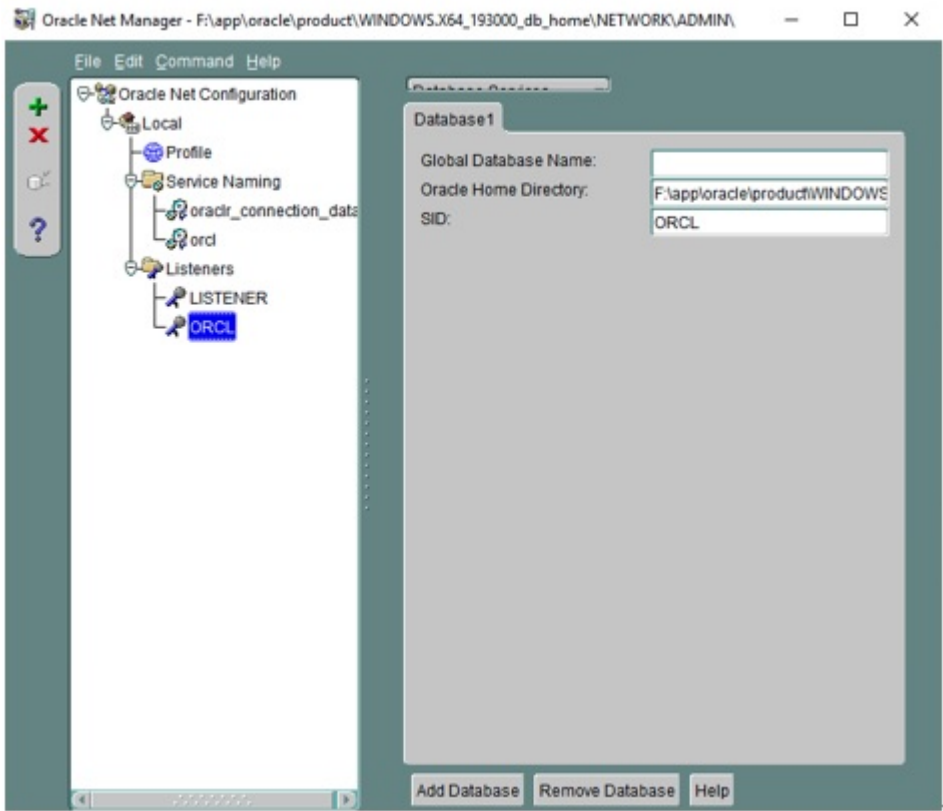 Oracle Net Manager - F:\app\oracle\product\WINDOWS.X64_193000_db_home\NETWORK\ADMIN\
File Edit Command Help
Oracle Net Configuration
Local
Profile
Service Naming
oraclr_connection_data
orcl
Listeners
LISTENER
ORCL
Database Services
Database1
Global Database Name:
Oracle Home Directory: F:\app\oracle\product\WINDOWS
SID: ORCL
Add Database Remove Database Help